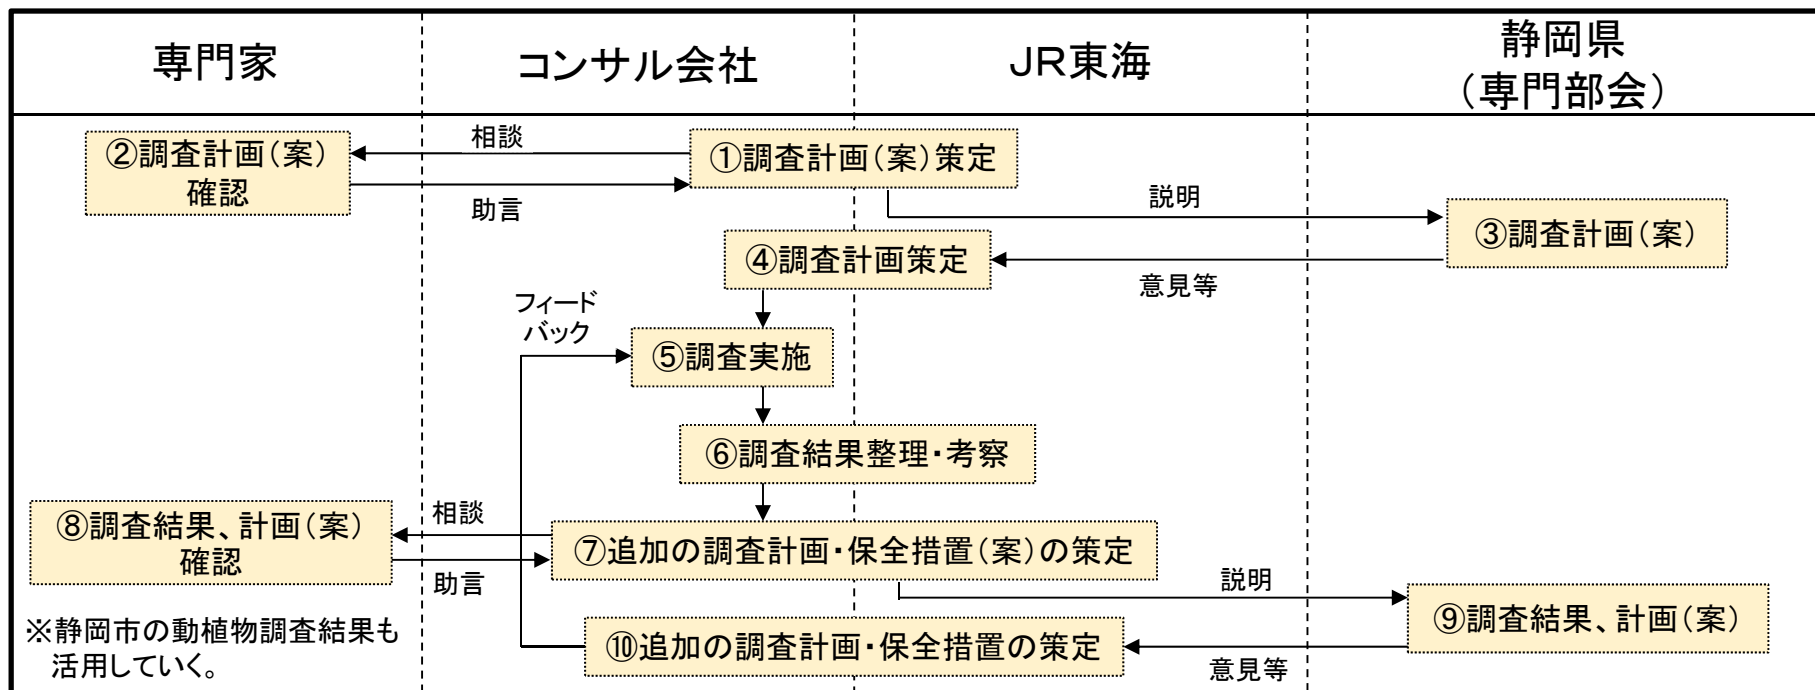 専門家
コンサル会社
JR東海
静岡県
(専門部会)
相談
②調査計画(案)
確認
①調査計画(案)策定
助言
説明
③調査計画(案)
④調査計画策定
意見等
フィード
バック
⑤調査実施
⑥調査結果整理・考察
相談
⑧調査結果、計画(案)
確認
⑦追加の調査計画・保全措置(案)の策定
助言
説明
⑨調査結果、計画(案)
※静岡市の動植物調査結果も
活用していく。
⑩追加の調査計画・保全措置の策定
意見等